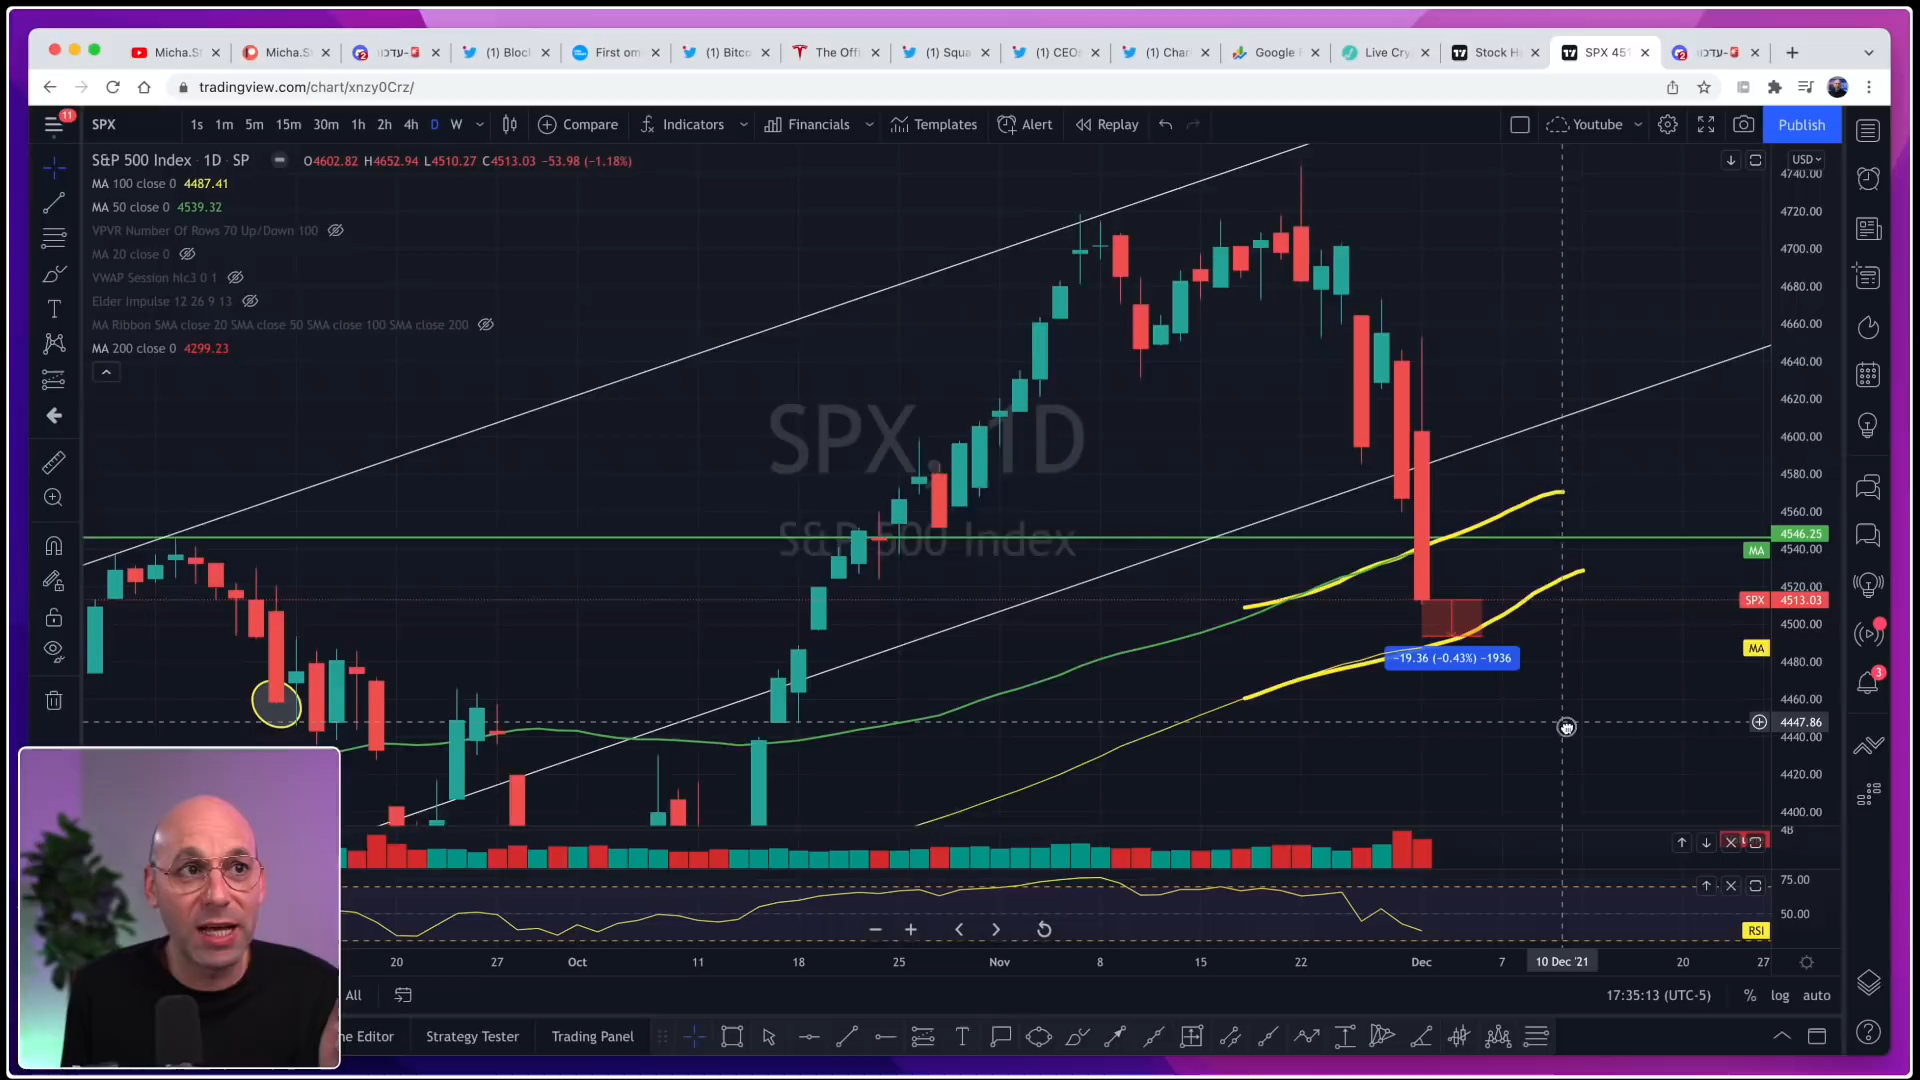 Micha.S
Micha.S
עדכוו-
(1) Bloc
First om
(1) Bitco
The Offi
(1) Squa
(1) CEO
(1) Char
Google F
Live Cry
Stock H
SPX 451
עדכוו-
tradingview.com/chart/xnzy0Crz/
11
SPX
1s 1m 5m 15m 30m 1h 2h 4h D W
Compare
Indicators
Financials
Templates
Alert
Replay
Youtube
Publish
S&P 500 Index · 1D · SP
O4602.82 H4652.94 L4510.27 C4513.03 −53.98 (−1.18%)
USD
MA 100 close 0 4487.41
MA 50 close 0 4539.32
VPVR Number Of Rows 70 Up/Down 100
MA 20 close 0
VWAP Session hlc3 0 1
Elder Impulse 12 26 9 13
MA Ribbon SMA close 20 SMA close 50 SMA close 100 SMA close 200
MA 200 close 0 4299.23
SPX, 1D
S&P 500 Index
4740.00
4720.00
4700.00
4680.00
4660.00
4640.00
4620.00
4600.00
4580.00
4560.00
4546.25
MA
4540.00
4520.00
SPX 4513.03
4500.00
MA
4480.00
4460.00
4447.86
4440.00
4420.00
4400.00
−19.36 (−0.43%) −1936
4B
75.00
50.00
RSI
3
20 27 Oct 11 18 25 Nov 8 15 22 Dec 7 10 Dec '21 20 27
All
17:35:13 (UTC-5)
% log auto
ne Editor
Strategy Tester
Trading Panel